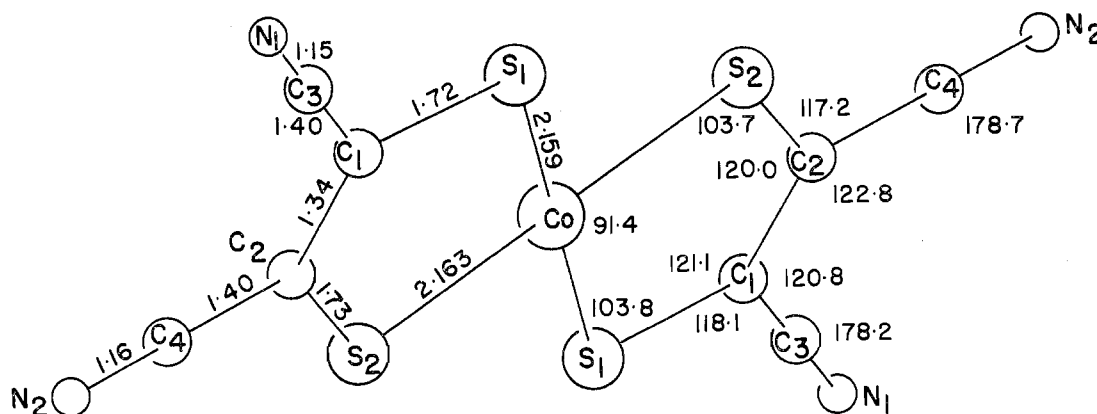 N1
1·15
C3
1·40
C1
1·72
S1
2·159
1·34
C2
1·40
1·73
C4
1·16
N2
S2
2·163
Co
91·4
S2
103·7
117·2
C4
N2
178·7
120·0
C2
122·8
121·1
C1
120·8
103·8
118·1
S1
C3
178·2
N1